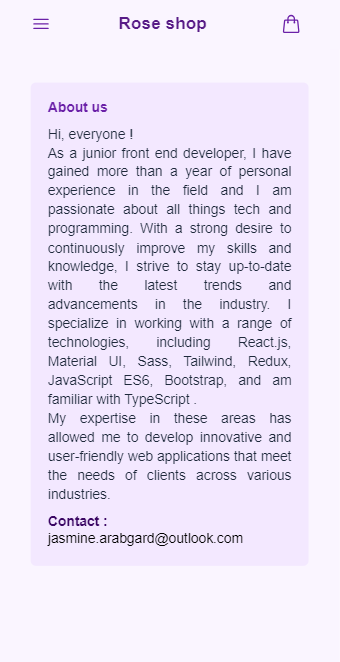 Rose shop
About us
Hi, everyone !
As a junior front end developer, I have
gained more than a year of personal
experience in the field and I am
passionate about all things tech and
programming. With a strong desire to
continuously improve my skills and
knowledge, I strive to stay up-to-date
with the latest trends and
advancements in the industry. I
specialize in working with a range of
technologies, including React.js,
Material UI, Sass, Tailwind, Redux,
JavaScript ES6, Bootstrap, and am
familiar with TypeScript .
My expertise in these areas has
allowed me to develop innovative and
user-friendly web applications that meet
the needs of clients across various
industries.
Contact :
jasmine.arabgard@outlook.com